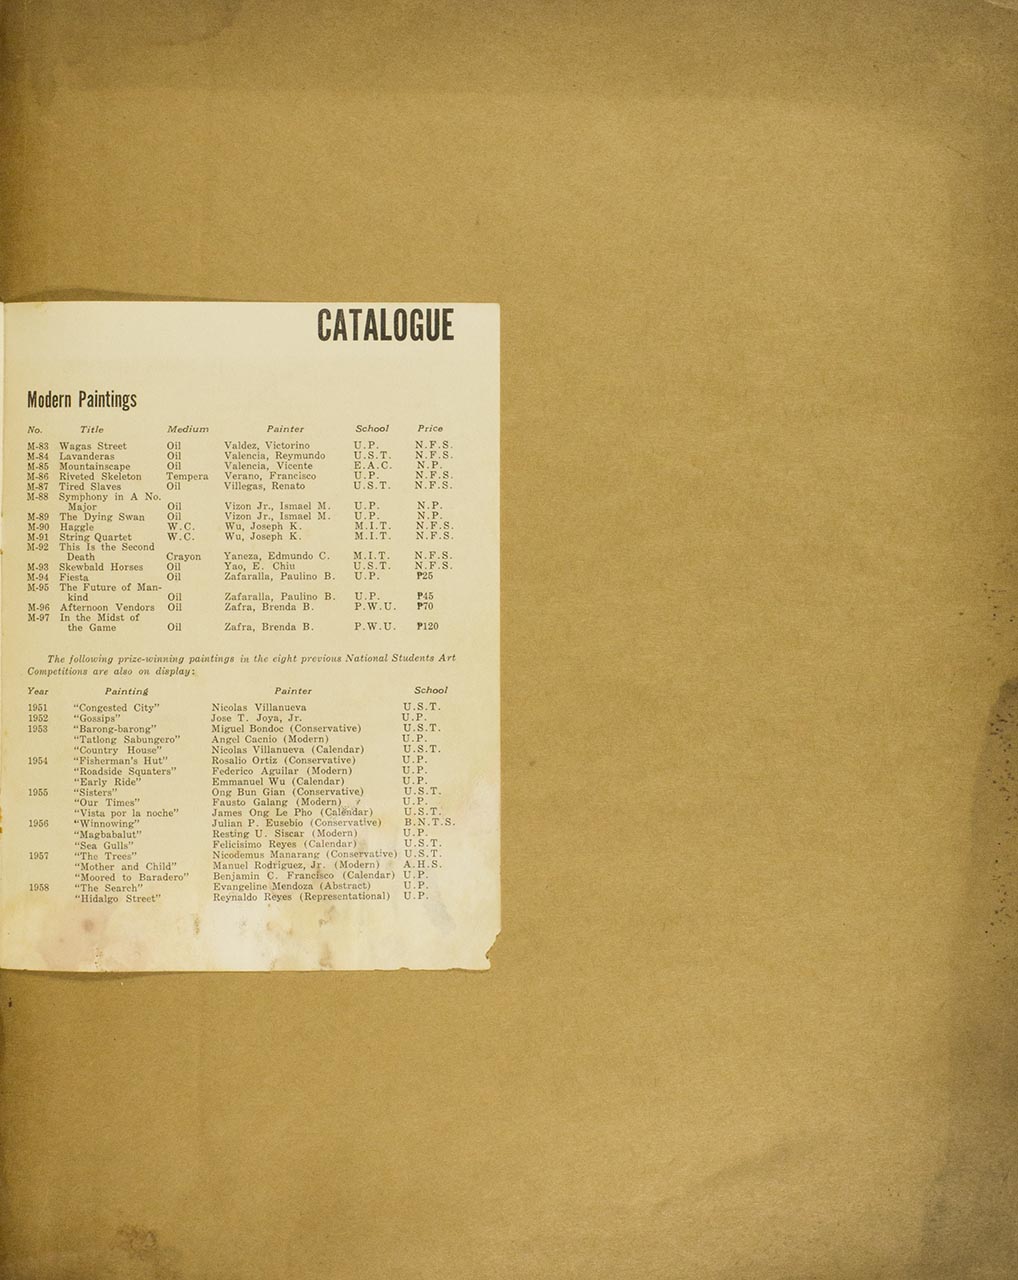 CATALOGUE
Modern Paintings
No. Title Medium Painter School Price
M-83 Wagas Street Oil Valdez, Victorino U.P. N.F.S.
M-84 Lavanderas Oil Valencia, Reymundo U.S.T. N.F.S.
M-85 Mountainscape Oil Valencia, Vicente E.A.C. N.P.
M-86 Riveted Skeleton Tempera Verano, Francisco U.P. N.F.S.
M-87 Tired Slaves Oil Villegas, Renato U.S.T. N.F.S.
M-88 Symphony in A No.
Major Oil Vizon Jr., Ismael M. U.P. N.P.
M-89 The Dying Swan Oil Vizon Jr., Ismael M. U.P. N.P.
M-90 Haggle W.C. Wu, Joseph K. M.I.T. N.F.S.
M-91 String Quartet W.C. Wu, Joseph K. M.I.T. N.F.S.
M-92 This Is the Second
Death Crayon Yaneza, Edmundo C. M.I.T. N.F.S.
M-93 Skewbald Horses Oil Yao, E. Chiu U.S.T. N.F.S.
M-94 Fiesta Oil Zafaralla, Paulino B. U.P. ₱25
M-95 The Future of Man-
kind Oil Zafaralla, Paulino B. U.P. ₱45
M-96 Afternoon Vendors Oil Zafra, Brenda B. P.W.U. ₱70
M-97 In the Midst of
the Game Oil Zafra, Brenda B. P.W.U. ₱120
The following prize-winning paintings in the eight previous National Students Art
Competitions are also on display:
Year Painting Painter School
1951 "Congested City" Nicolas Villanueva U.S.T.
1952 "Gossips" Jose T. Joya, Jr. U.P.
1953 "Barong-barong" Miguel Bondoc (Conservative) U.S.T.
"Tatlong Sabungero" Angel Cacnio (Modern) U.P.
"Country House" Nicolas Villanueva (Calendar) U.S.T.
1954 "Fisherman's Hut" Rosalio Ortiz (Conservative) U.P.
"Roadside Squaters" Federico Aguilar (Modern) U.P.
"Early Ride" Emmanuel Wu (Calendar) U.P.
1955 "Sisters" Ong Bun Gian (Conservative) U.S.T.
"Our Times" Fausto Galang (Modern) U.P.
"Vista por la noche" James Ong Le Pho (Calendar) U.S.T.
1956 "Winnowing" Julian P. Eusebio (Conservative) B.N.T.S.
"Magbabalut" Resting U. Siscar (Modern) U.P.
"Sea Gulls" Felicisimo Reyes (Calendar) U.S.T.
1957 "The Trees" Nicodemus Manarang (Conservative) U.S.T.
"Mother and Child" Manuel Rodriguez, Jr. (Modern) A.H.S.
"Moored to Baradero" Benjamin C. Francisco (Calendar) U.P.
1958 "The Search" Evangeline Mendoza (Abstract) U.P.
"Hidalgo Street" Reynaldo Reyes (Representational) U.P.